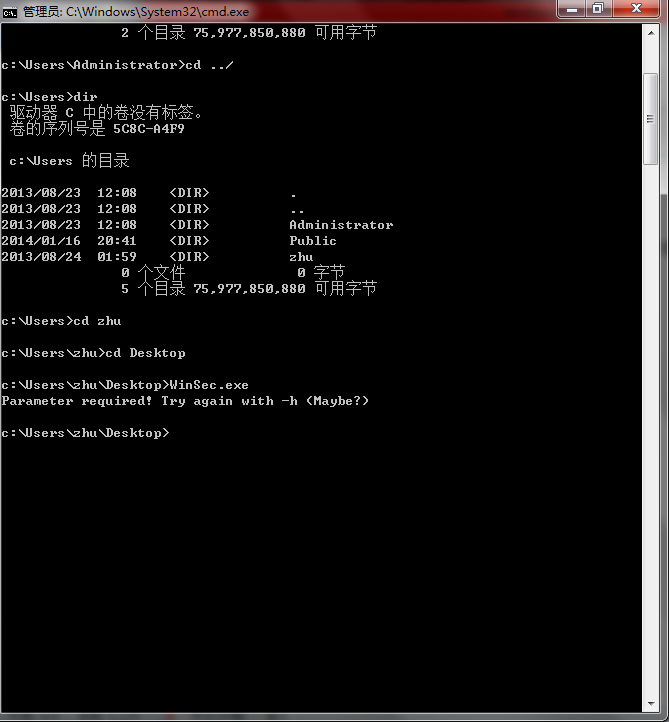 管理员: C:\Windows\System32\cmd.exe
2 个目录 75,977,850,880 可用字节
c:\Users\Administrator>cd ../
c:\Users>dir
驱动器 C 中的卷没有标签。
卷的序列号是 5C8C-A4F9
c:\Users 的目录
2013/08/23  12:08    <DIR>          .
2013/08/23  12:08    <DIR>          ..
2013/08/23  12:08    <DIR>          Administrator
2014/01/16  20:41    <DIR>          Public
2013/08/24  01:59    <DIR>          zhu
0 个文件              0 字节
5 个目录 75,977,850,880 可用字节
c:\Users>cd zhu
c:\Users\zhu>cd Desktop
c:\Users\zhu\Desktop>WinSec.exe
Parameter required! Try again with -h (Maybe?)
c:\Users\zhu\Desktop>